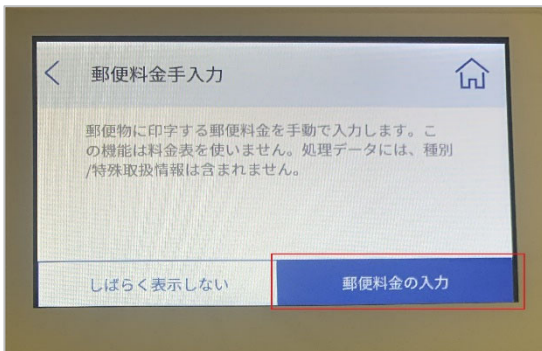 郵便料金手入力
郵便物に印字する郵便料金を手動で入力します。こ
の機能は料金表を使いません。処理データには、種別
/特殊取扱情報は含まれません。
しばらく表示しない
郵便料金の入力